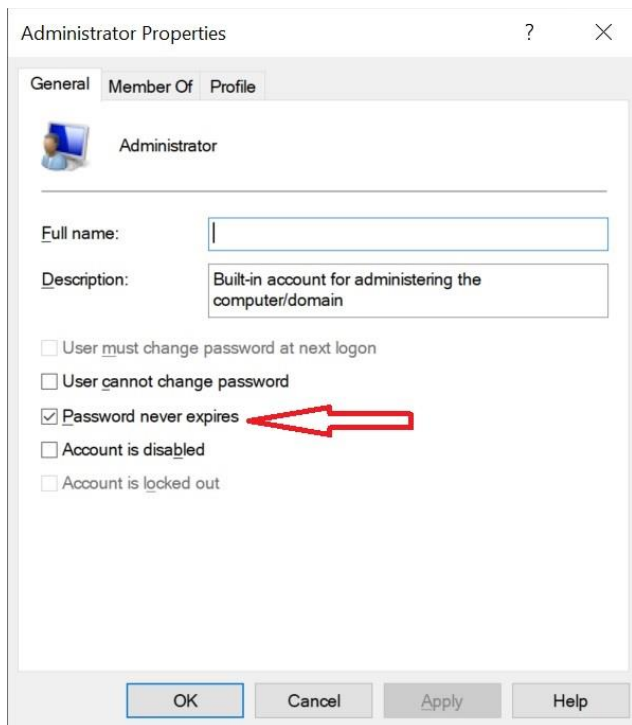 Administrator Properties
?
General Member Of Profile
Administrator
Full name:
Description:
Built-in account for administering the
computer/domain
User must change password at next logon
User cannot change password
Password never expires
Account is disabled
Account is locked out
OK Cancel Apply Help